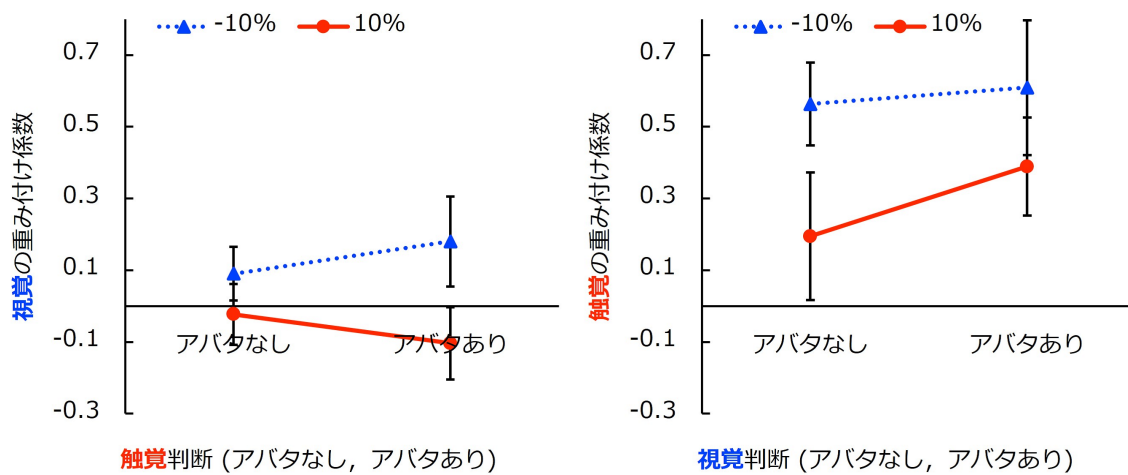 -10% 10%
0.7
0.5
0.3
0.1
-0.1
-0.3
視覚の重み付け係数
アバタなし アバタあり
触覚判断 (アバタなし，アバタあり)
-10% 10%
0.7
0.5
0.3
0.1
-0.1
-0.3
触覚の重み付け係数
アバタなし アバタあり
視覚判断 (アバタなし，アバタあり)